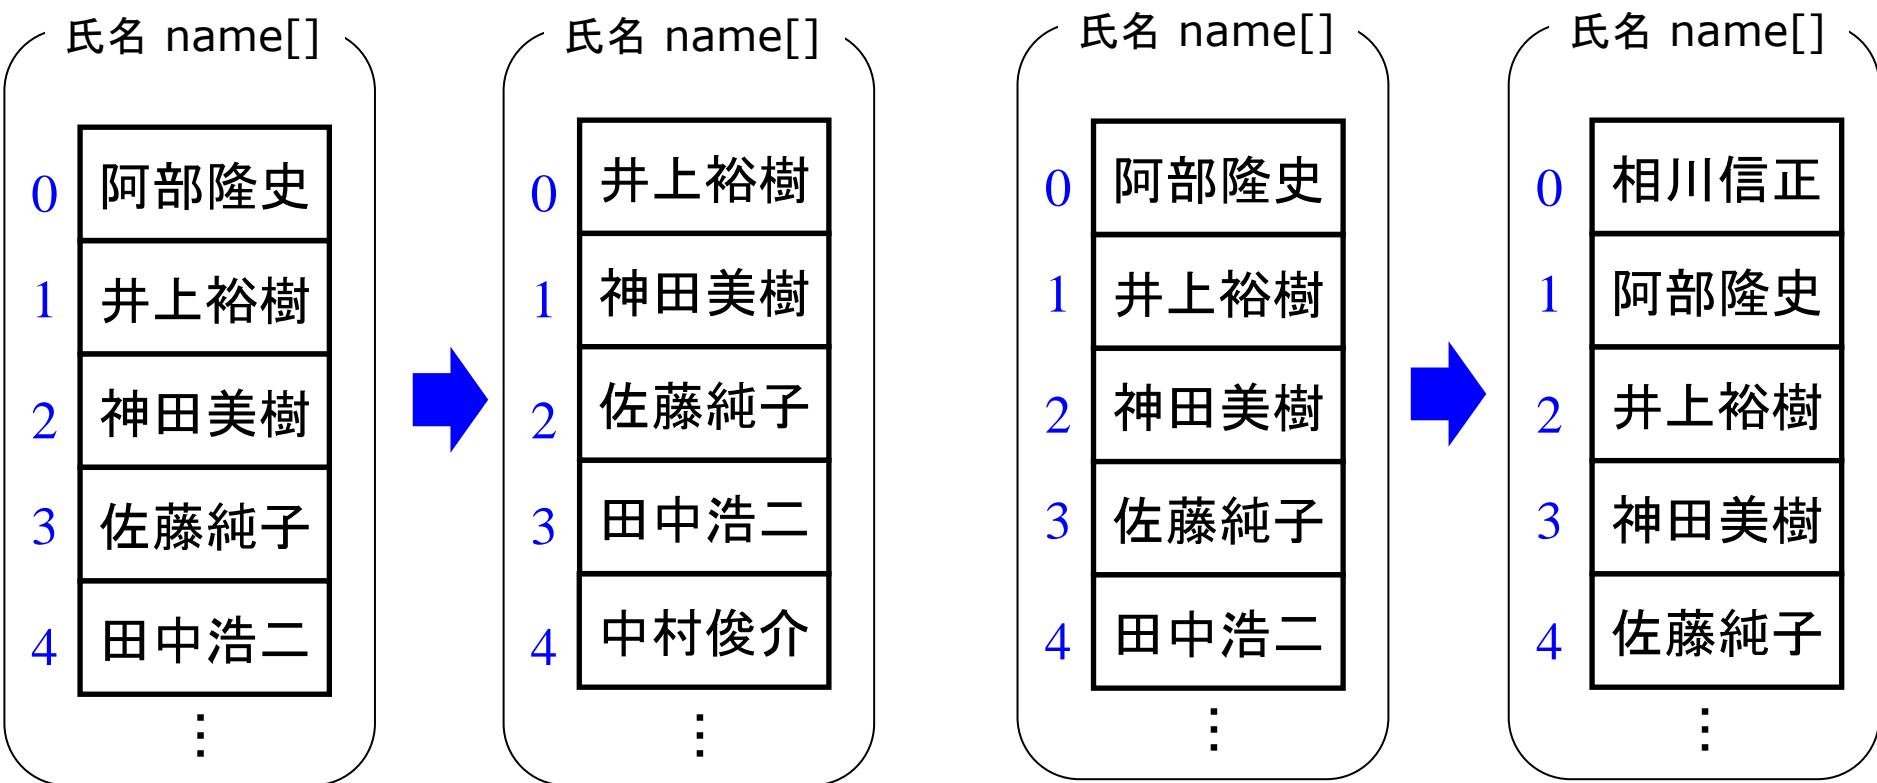 氏名 name[]
0 阿部隆史
1 井上裕樹
2 神田美樹
3 佐藤純子
4 田中浩二
⋮
氏名 name[]
0 井上裕樹
1 神田美樹
2 佐藤純子
3 田中浩二
4 中村俊介
⋮
氏名 name[]
0 阿部隆史
1 井上裕樹
2 神田美樹
3 佐藤純子
4 田中浩二
⋮
氏名 name[]
0 相川信正
1 阿部隆史
2 井上裕樹
3 神田美樹
4 佐藤純子
⋮